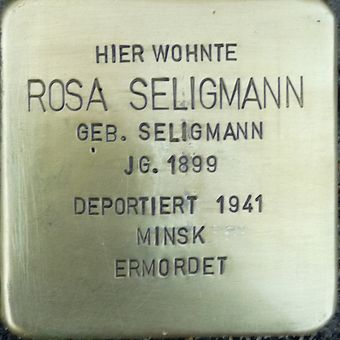 HIER WOHNTE
ROSA SELIGMANN
GEB. SELIGMANN
JG. 1899
DEPORTIERT 1941
MINSK
ERMORDET